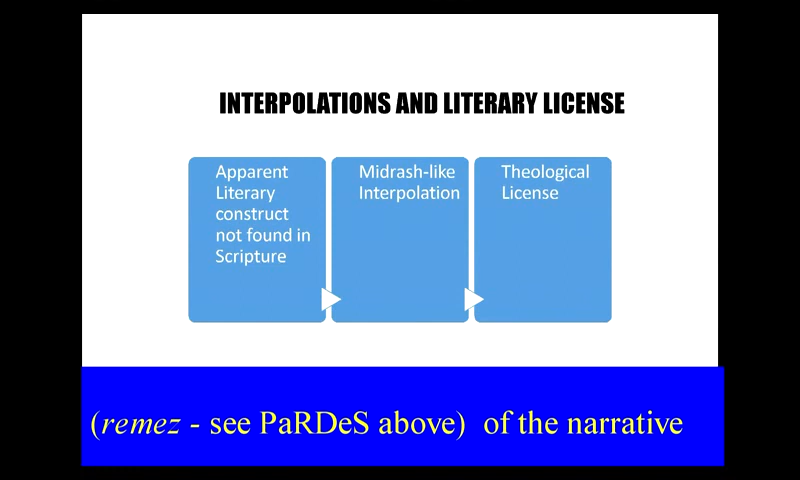 INTERPOLATIONS AND LITERARY LICENSE
Apparent
Literary
construct
not found in
Scripture
Midrash-like
Interpolation
Theological
License
(remez - see PaRDeS above)  of the narrative